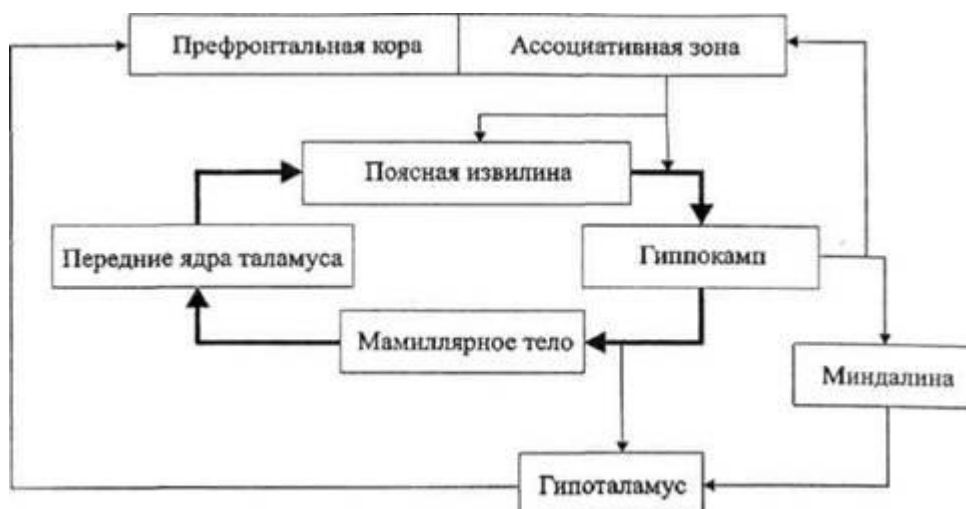 Префронтальная кора
Ассоциативная зона
Поясная извилина
Передние ядра таламуса
Гиппокамп
Мамиллярное тело
Миндалина
Гипоталамус